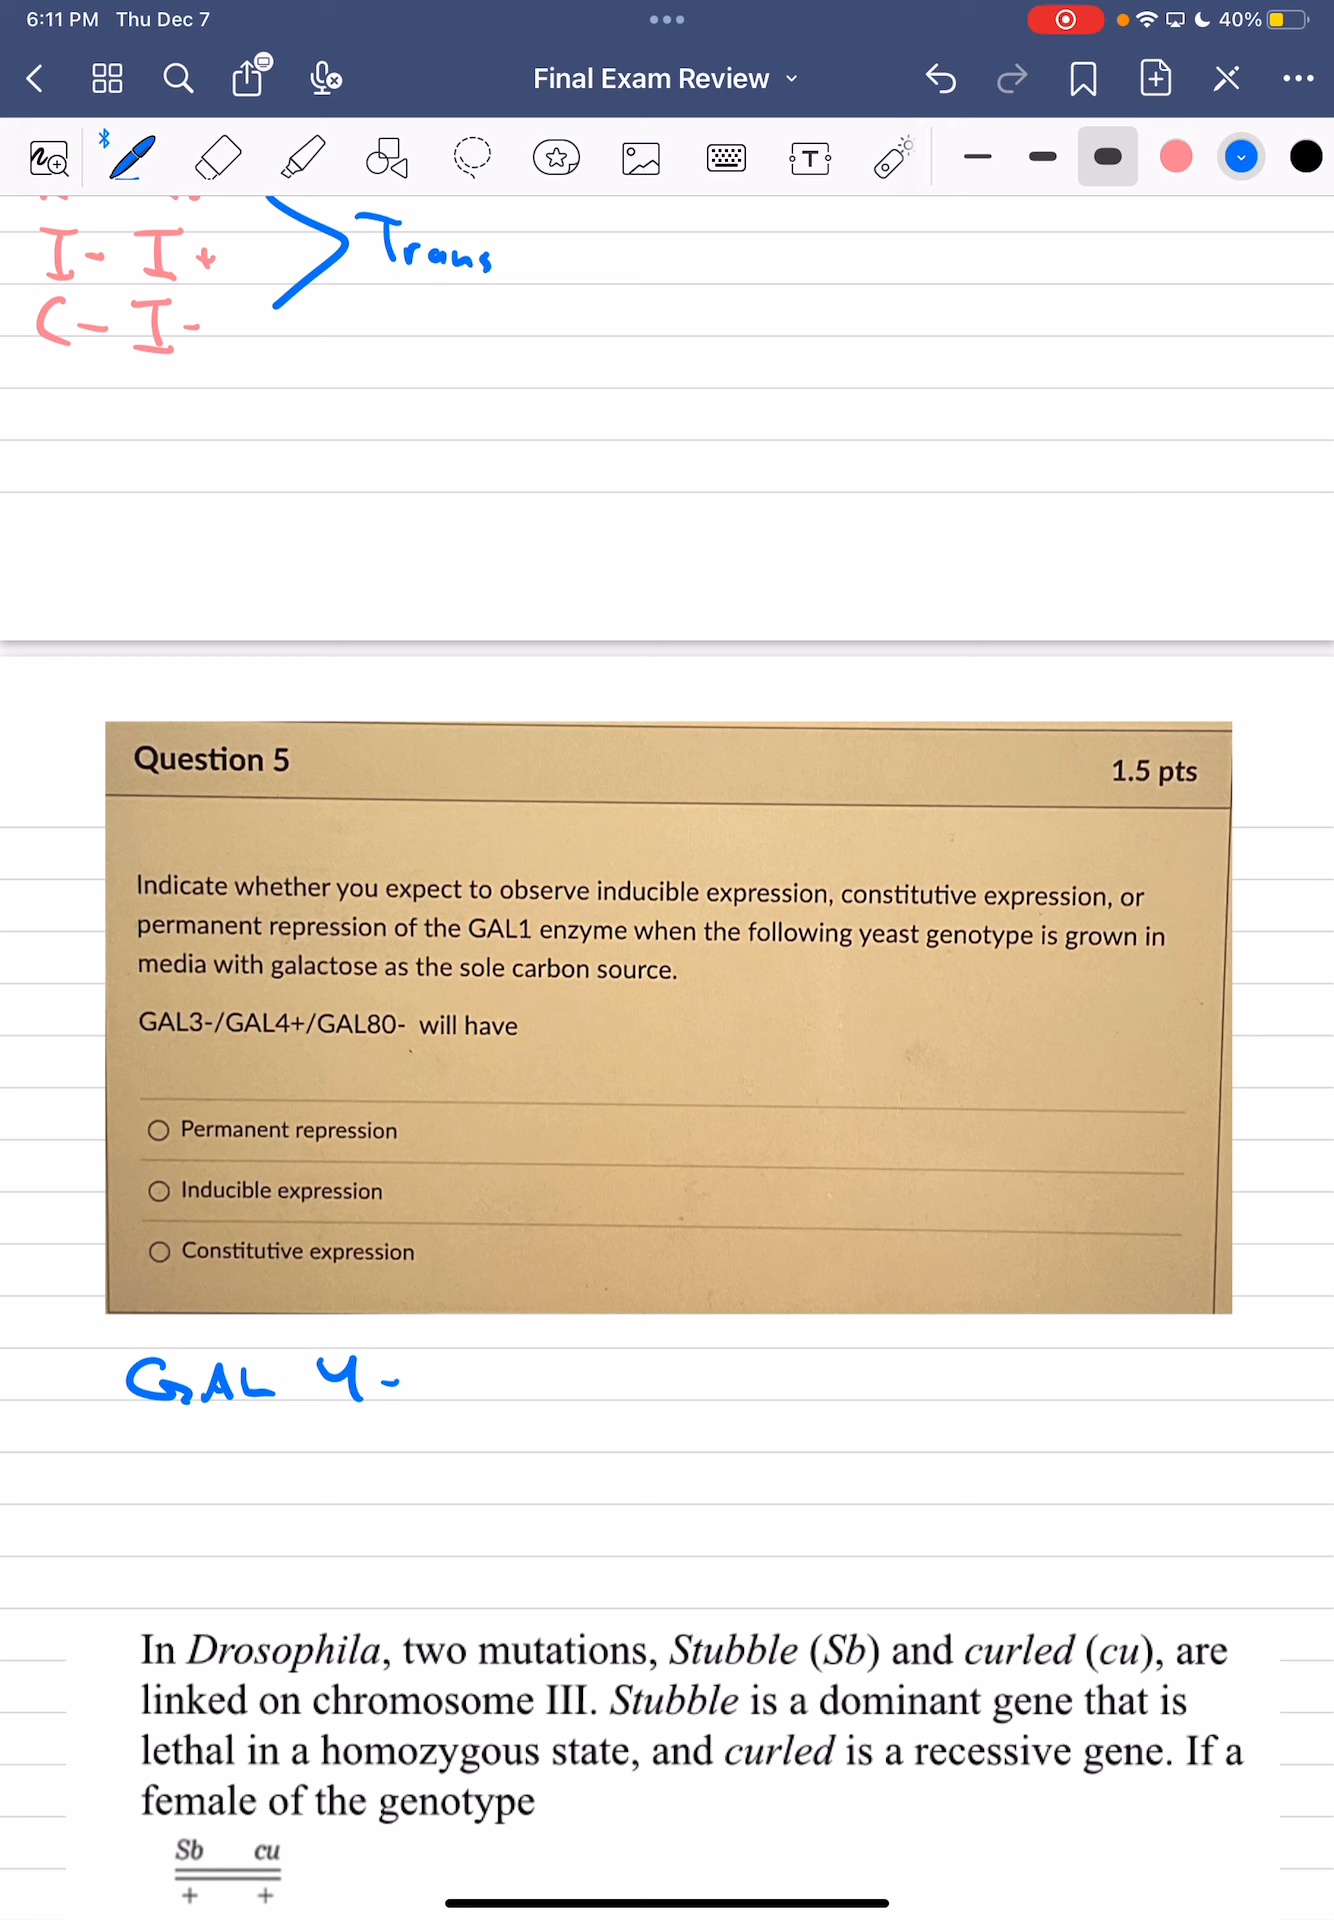 6:11 PM Thu Dec 7
40%
Final Exam Review
T
I- I+
Trans
C- I-
Question 5
1.5 pts
Indicate whether you expect to observe inducible expression, constitutive expression, or
permanent repression of the GAL1 enzyme when the following yeast genotype is grown in
media with galactose as the sole carbon source.
GAL3-/GAL4+/GAL80- will have
Permanent repression
Inducible expression
Constitutive expression
GAL 4-
In Drosophila, two mutations, Stubble (Sb) and curled (cu), are
linked on chromosome III. Stubble is a dominant gene that is
lethal in a homozygous state, and curled is a recessive gene. If a
female of the genotype
Sb cu
+ +